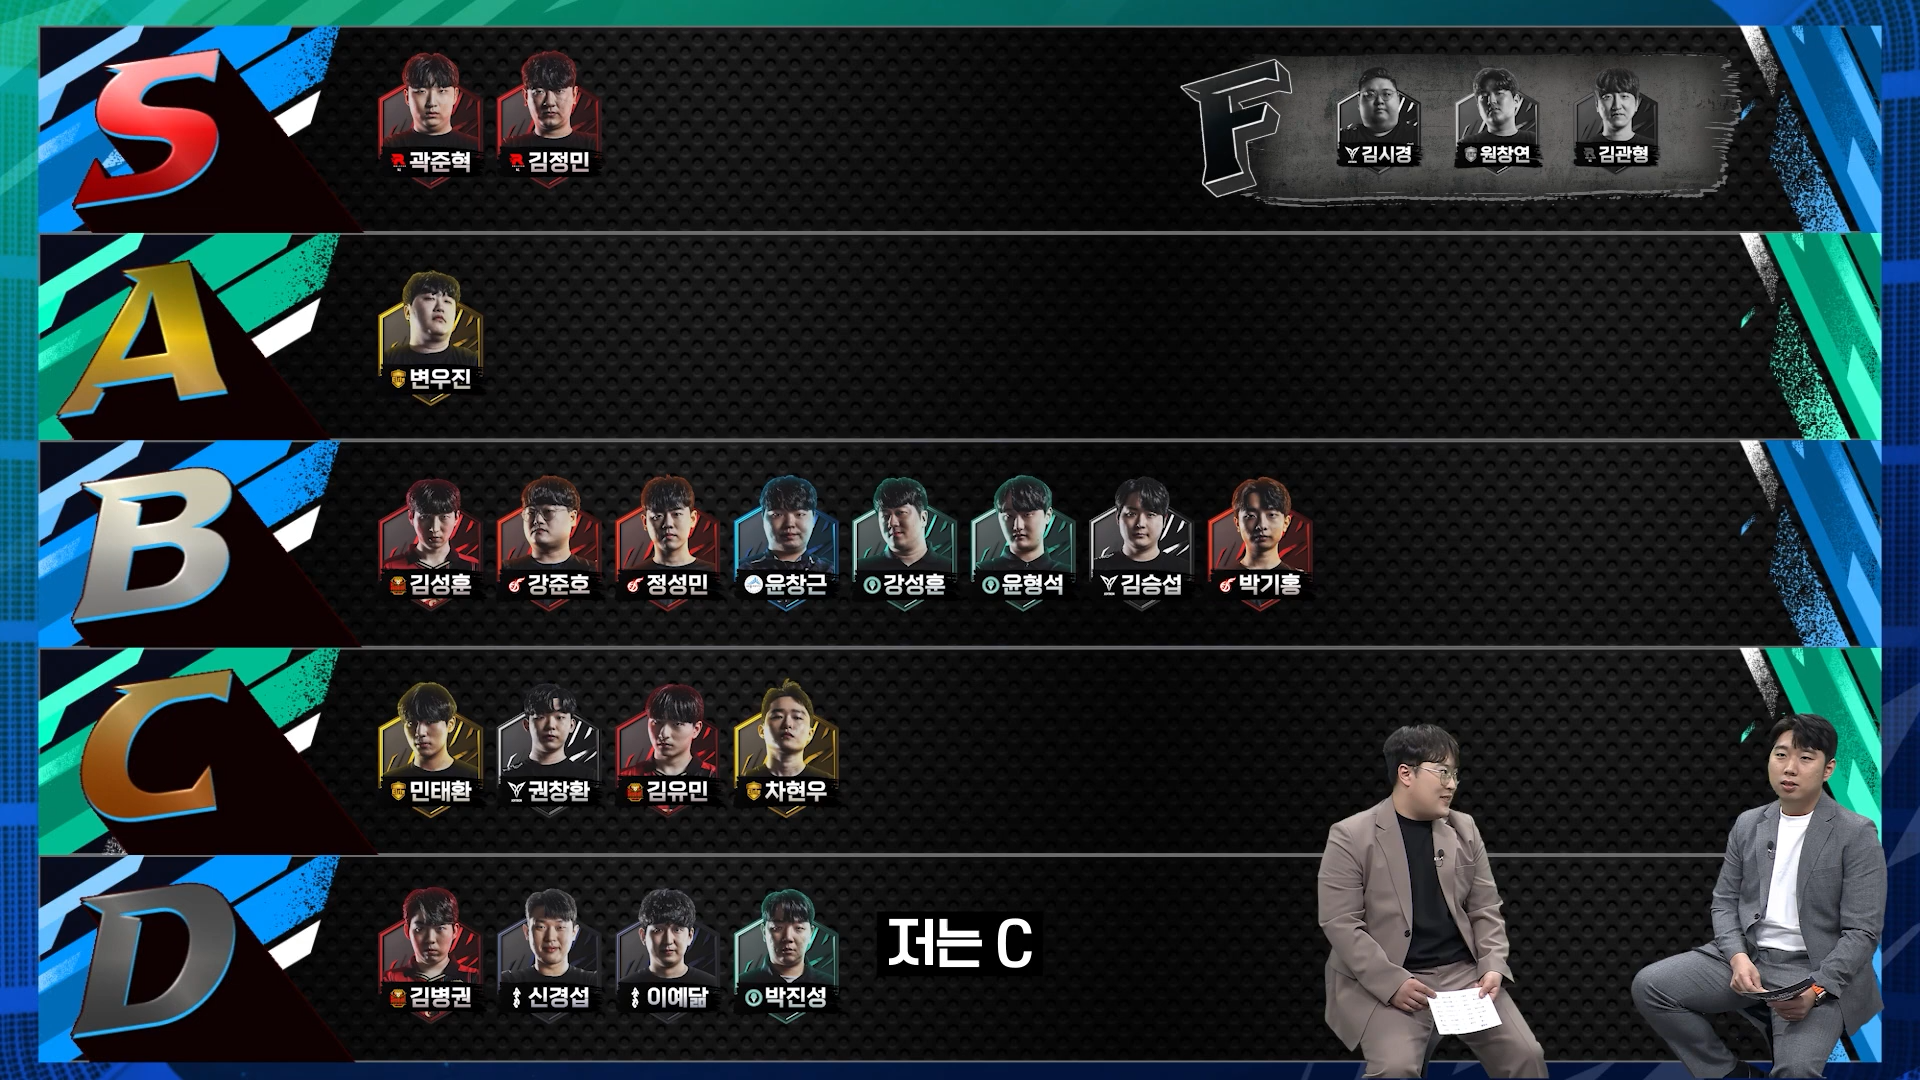 S
곽준혁
김정민
F
김시경
원창연
김관형
A
변우진
B
김성훈
강준호
정성민
윤창근
강성훈
윤형석
김승섭
박기홍
C
민태환
권창환
김유민
차현우
D
김병권
신경섭
이예닮
박진성
저는 C